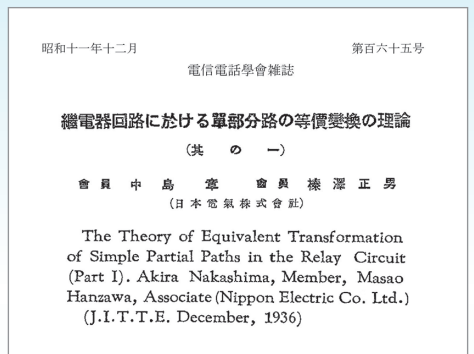 昭和十一年十二月 第百六十五号
電信電話學會雑誌
繼電器回路に於ける單部分路の等價變換の理論
(其の一)
會員 中島 章 會員 榛澤正男
(日本電氣株式會社)
The Theory of Equivalent Transformation
of Simple Partial Paths in the Relay Circuit
(Part I). Akira Nakashima, Member, Masao
Hanzawa, Associate (Nippon Electric Co. Ltd.)
(J.I.T.T.E. December, 1936)